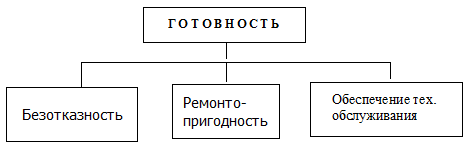 ГОТОВНОСТЬ
Безотказность
Ремонто-
пригодность
Обеспечение тех.
обслуживания